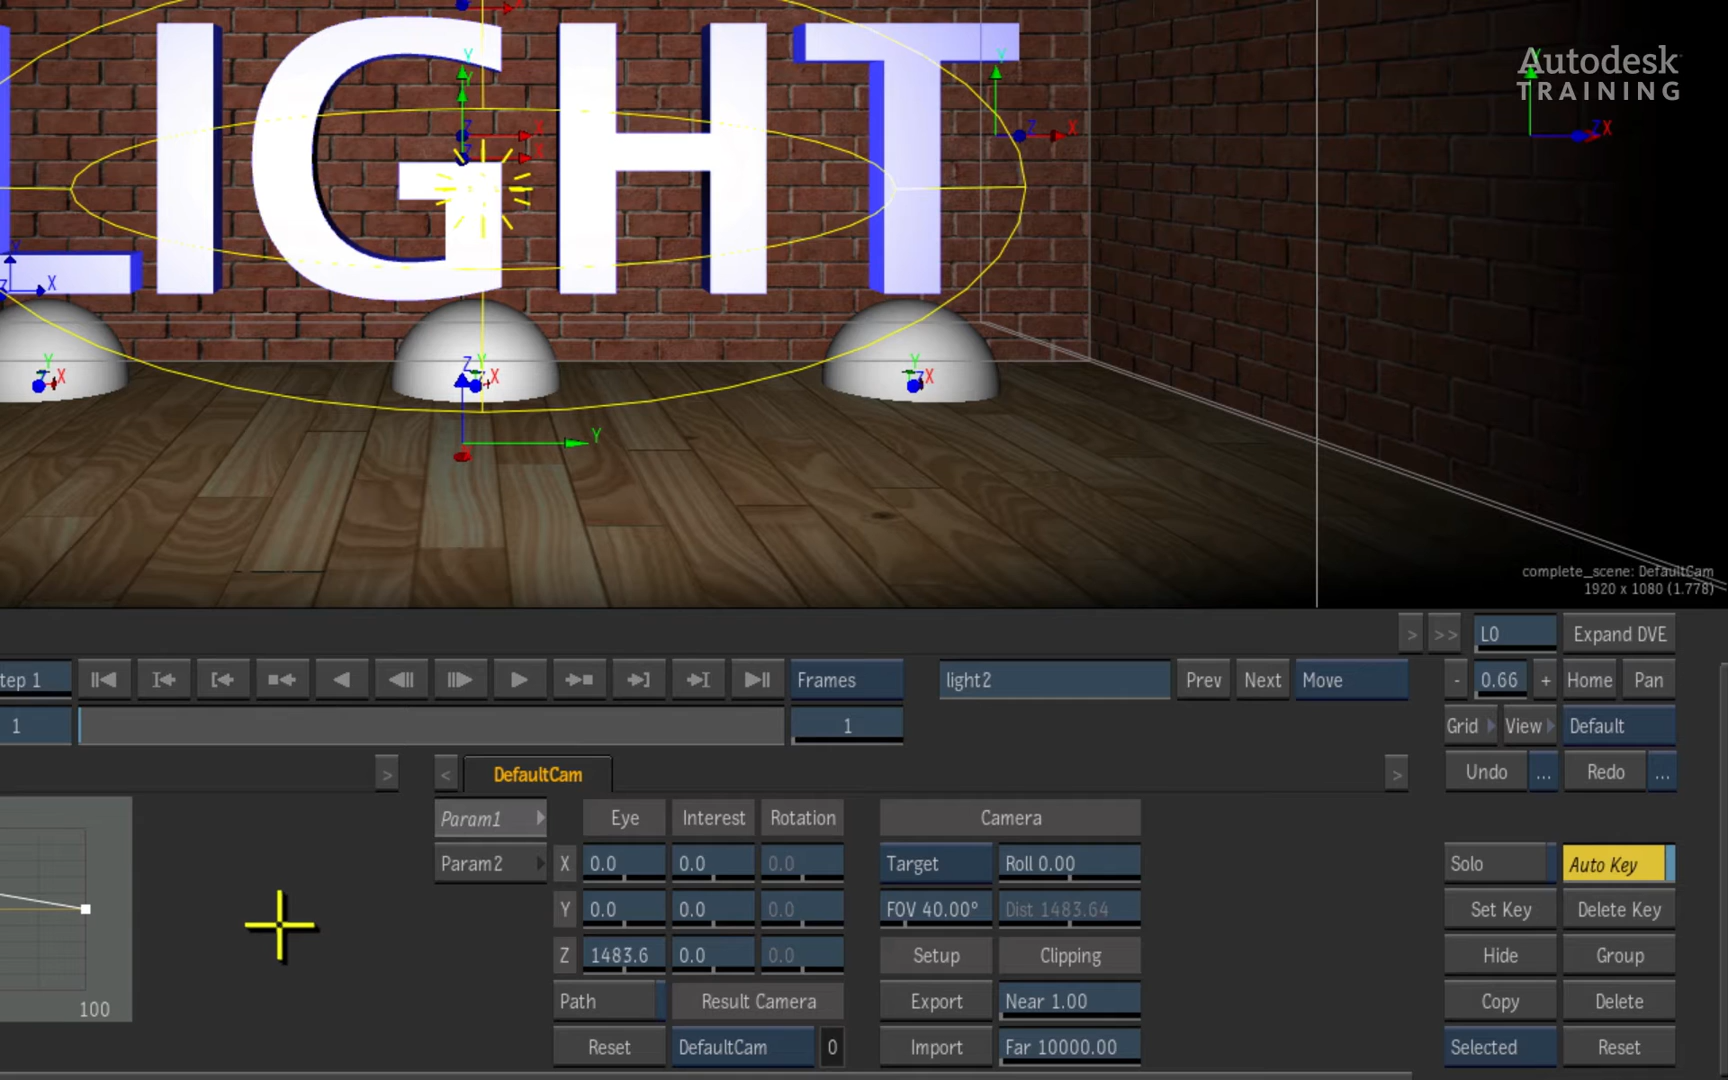 LIGHT
Autodesk
TRAINING
Y
X
Z
Y
Z
X
X
Z
Y
Z
X
Y
Z
X
Z
X
Y
X
Z
Y
X
Y
X
Z
Y
complete_scene: DefaultCam
1920 x 1080 (1.778)
> >> L0 Expand DVE
tep 1 Frames light2 Prev Next Move - 0.66 + Home Pan
1 1 Grid View Default
> < DefaultCam > Undo ... Redo ...
Param1 Eye Interest Rotation Camera
Param2 X 0.0 0.0 0.0 Target Roll 0.00 Solo Auto Key
Y 0.0 0.0 0.0 FOV 40.00° Dist 1483.64 Set Key Delete Key
Z 1483.6 0.0 0.0 Setup Clipping Hide Group
100 Path Result Camera Export Near 1.00 Copy Delete
Reset DefaultCam 0 Import Far 10000.00 Selected Reset